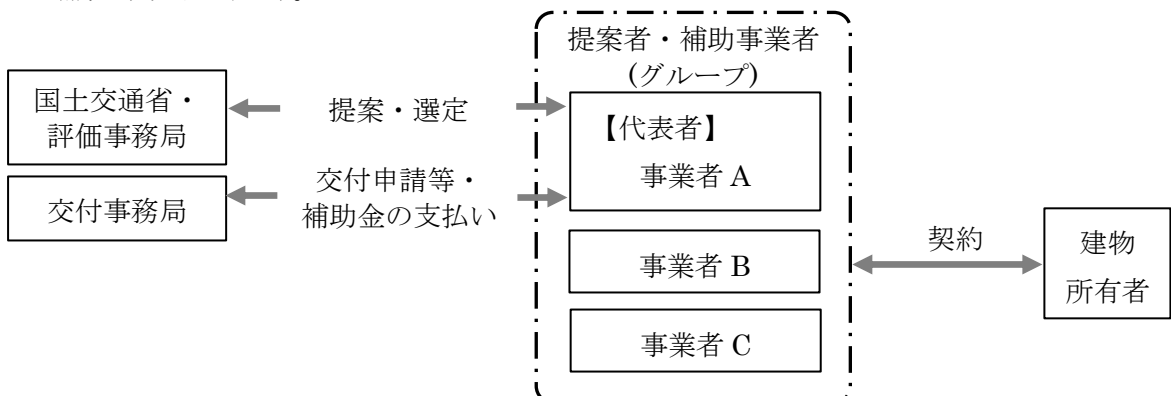 提案者・補助事業者
(グループ)
国土交通省・
評価事務局
提案・選定
【代表者】
事業者 A
交付事務局
交付申請等・
補助金の支払い
事業者 B
事業者 C
契約
建物
所有者